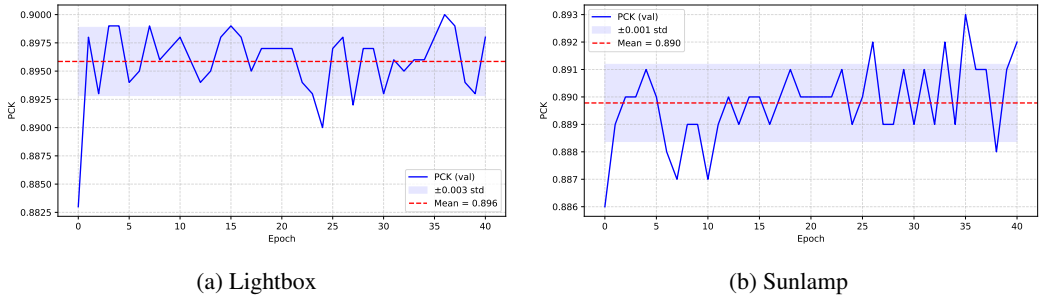 0.9000
0.8975
0.8950
0.8925
0.8900
0.8875
0.8850
0.8825
PCK
PCK (val)
±0.003 std
Mean = 0.896
0 5 10 15 20 25 30 35 40
Epoch
(a) Lightbox
0.893
0.892
0.891
0.890
0.889
0.888
0.887
0.886
PCK
PCK (val)
±0.001 std
Mean = 0.890
0 5 10 15 20 25 30 35 40
Epoch
(b) Sunlamp